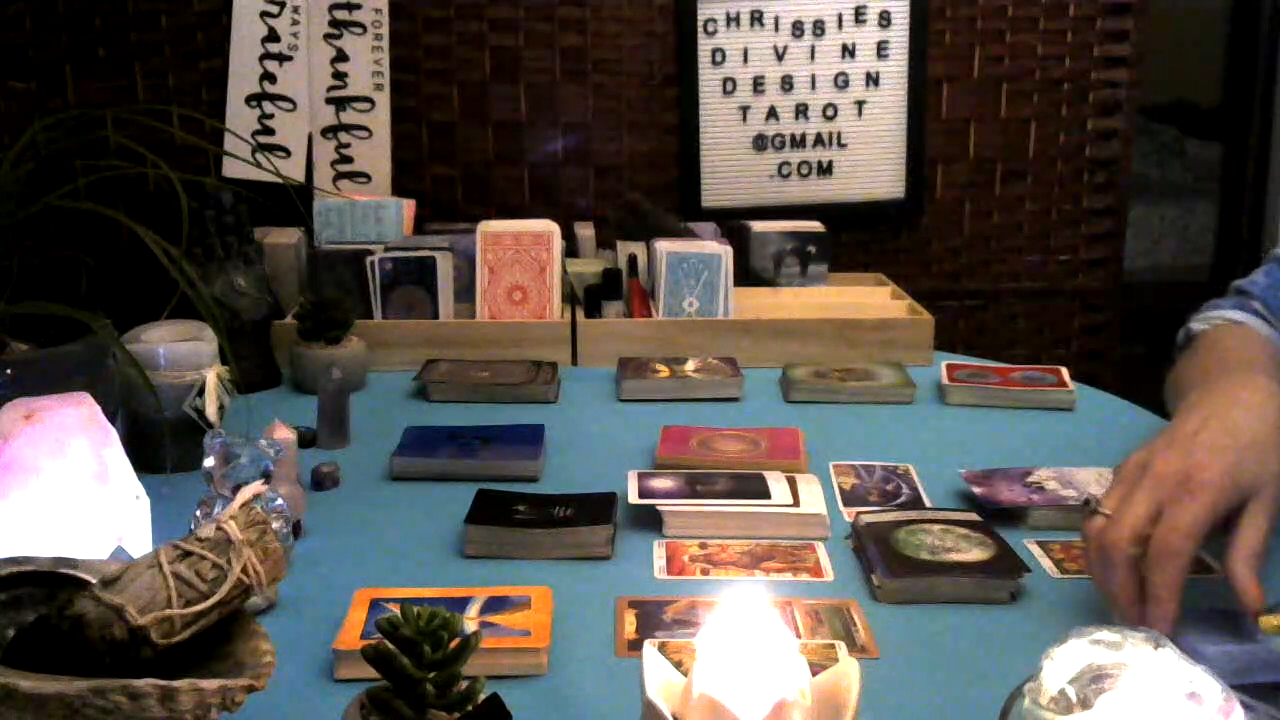 ALWAYS
grateful
FOREVER
thankful
CHRISSIES
DIVINE
DESIGN
TAROT
@GMAIL
.COM